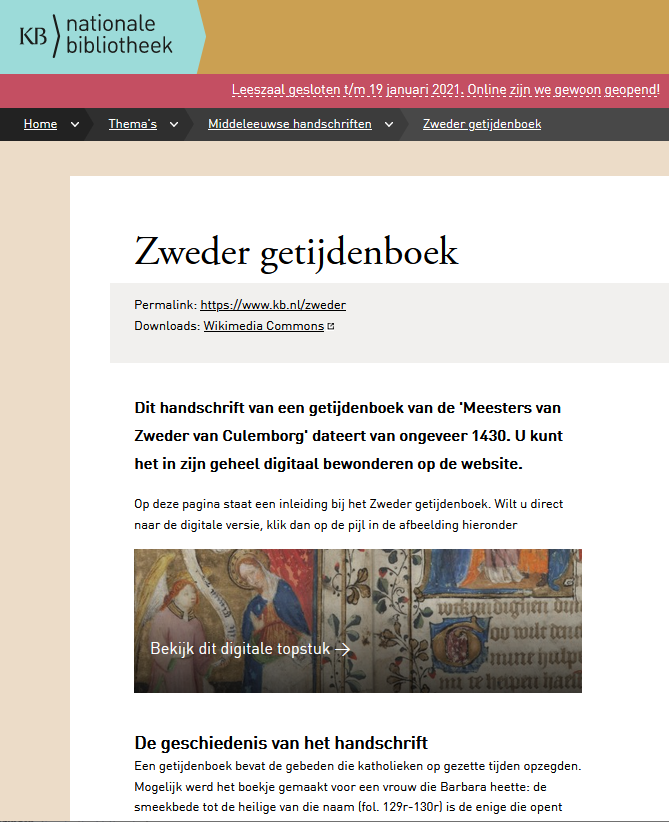 KB nationale
bibliotheek
Leeszaal gesloten t/m 19 januari 2021. Online zijn we gewoon geopend!
Home Thema's Middeleeuwse handschriften Zweder getijdenboek
Zweder getijdenboek
Permalink: https://www.kb.nl/zweder
Downloads: Wikimedia Commons
Dit handschrift van een getijdenboek van de 'Meesters van
Zweder van Culemborg' dateert van ongeveer 1430. U kunt
het in zijn geheel digitaal bewonderen op de website.
Op deze pagina staat een inleiding bij het Zweder getijdenboek. Wilt u direct
naar de digitale versie, klik dan op de pijl in de afbeelding hieronder
Bekijk dit digitale topstuk →
De geschiedenis van het handschrift
Een getijdenboek bevat de gebeden die katholieken op gezette tijden opzegden.
Mogelijk werd het boekje gemaakt voor een vrouw die Barbara heette: de
smeekbede tot de heilige van die naam (fol. 129r-130r) is de enige die opent